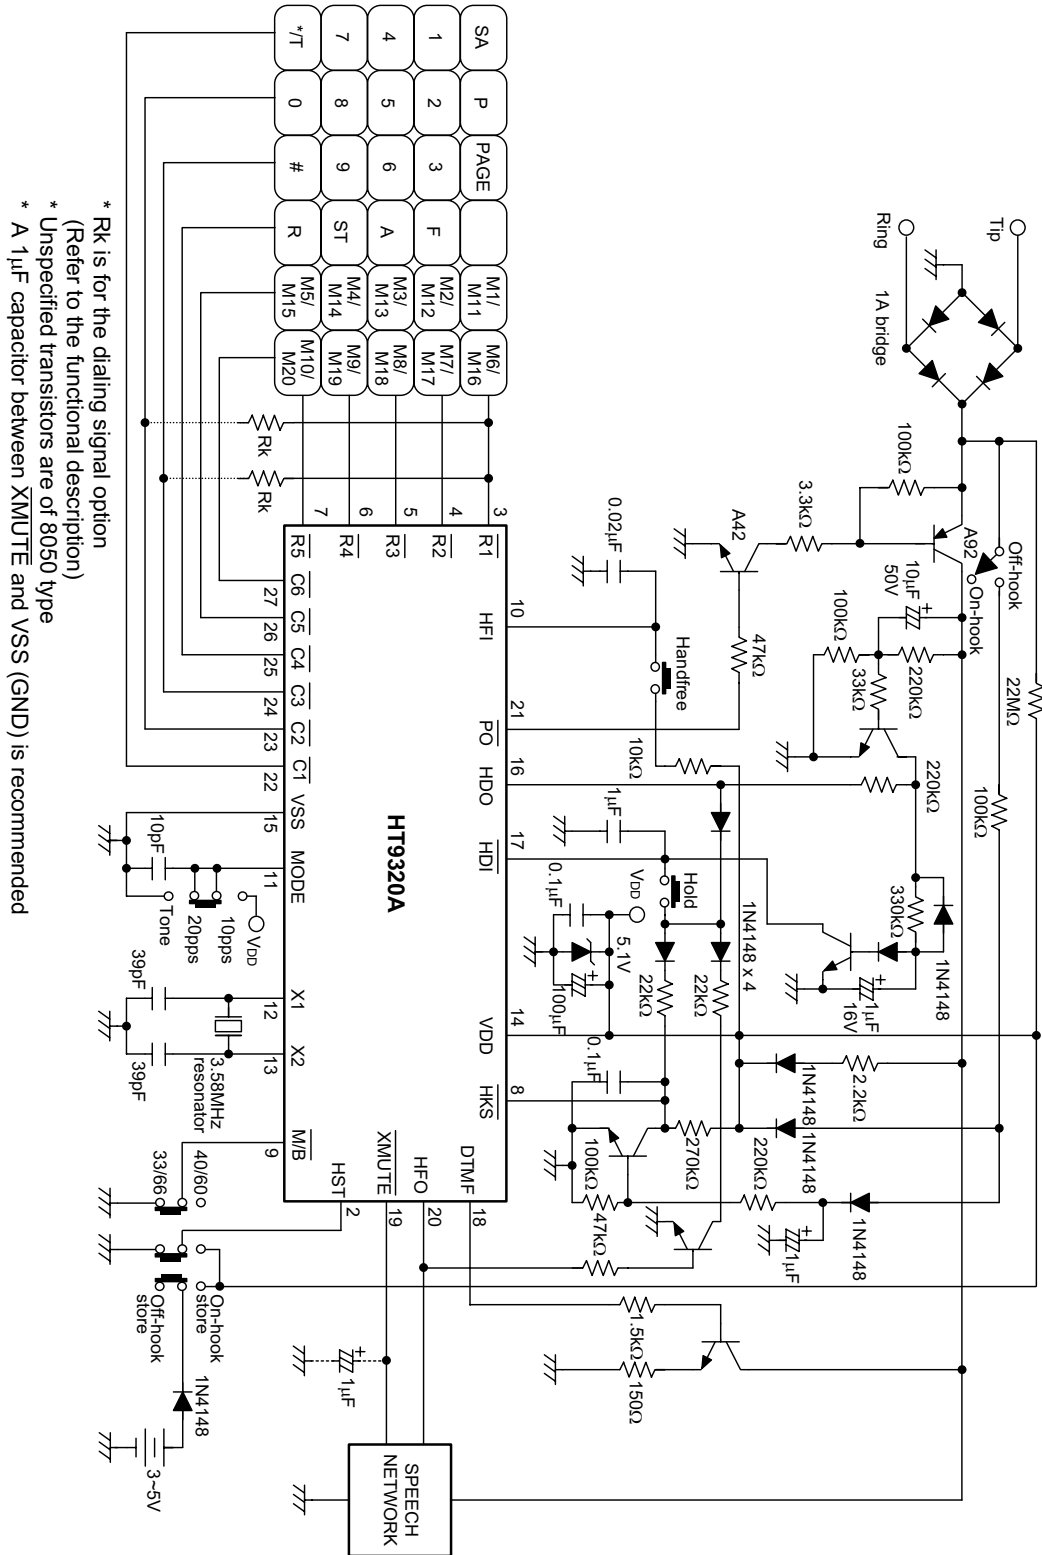 Tip
Ring
1A bridge
Off-hook
On-hook
A92
100kΩ
3.3kΩ
A42
47kΩ
10µF
50V
100kΩ
220kΩ
33kΩ
22MΩ
100kΩ
220kΩ
330kΩ
1N4148
1µF
16V
SA
P
PAGE
M1/
M11
M6/
M16
1
2
3
F
M2/
M12
M7/
M17
4
5
6
A
M3/
M13
M8/
M18
7
8
9
ST
M4/
M14
M9/
M19
*/T
0
#
R
M5/
M15
M10/
M20
Rk
Rk
0.02µF
Handfree
10kΩ
1µF
Hold
0.1µF
VDD
5.1V
100µF
1N4148 x 4
22kΩ
22kΩ
0.1µF
2.2kΩ
1N4148
1N4148
270kΩ
100kΩ
220kΩ
1N4148
1µF
47kΩ
1.5kΩ
150Ω
3
4
5
6
7
R1
R2
R3
R4
R5
10
HFI
21
PO
16
HDO
17
HDI
14
VDD
8
HKS
DTMF
18
HFO
20
XMUTE
19
HST
2
HT9320A
C6
27
C5
26
C4
25
C3
24
C2
23
C1
22
VSS
15
MODE
11
X1
12
X2
13
M/B
9
10pF
VDD
10pps
20pps
Tone
39pF
39pF
3.58MHz
resonator
40/60
33/66
On-hook
store
Off-hook
store
1N4148
3~5V
1µF
SPEECH
NETWORK
* Rk is for the dialing signal option
(Refer to the functional description)
* Unspecified transistors are of 8050 type
* A 1µF capacitor between XMUTE and VSS (GND) is recommended